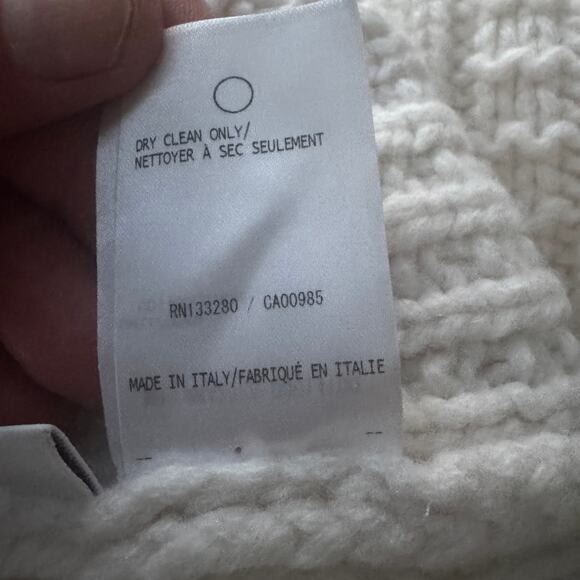 DRY CLEAN ONLY/
NETTOYER À SEC SEULEMENT
RN133280 / CA00985
MADE IN ITALY/FABRIQUÉ EN ITALIE